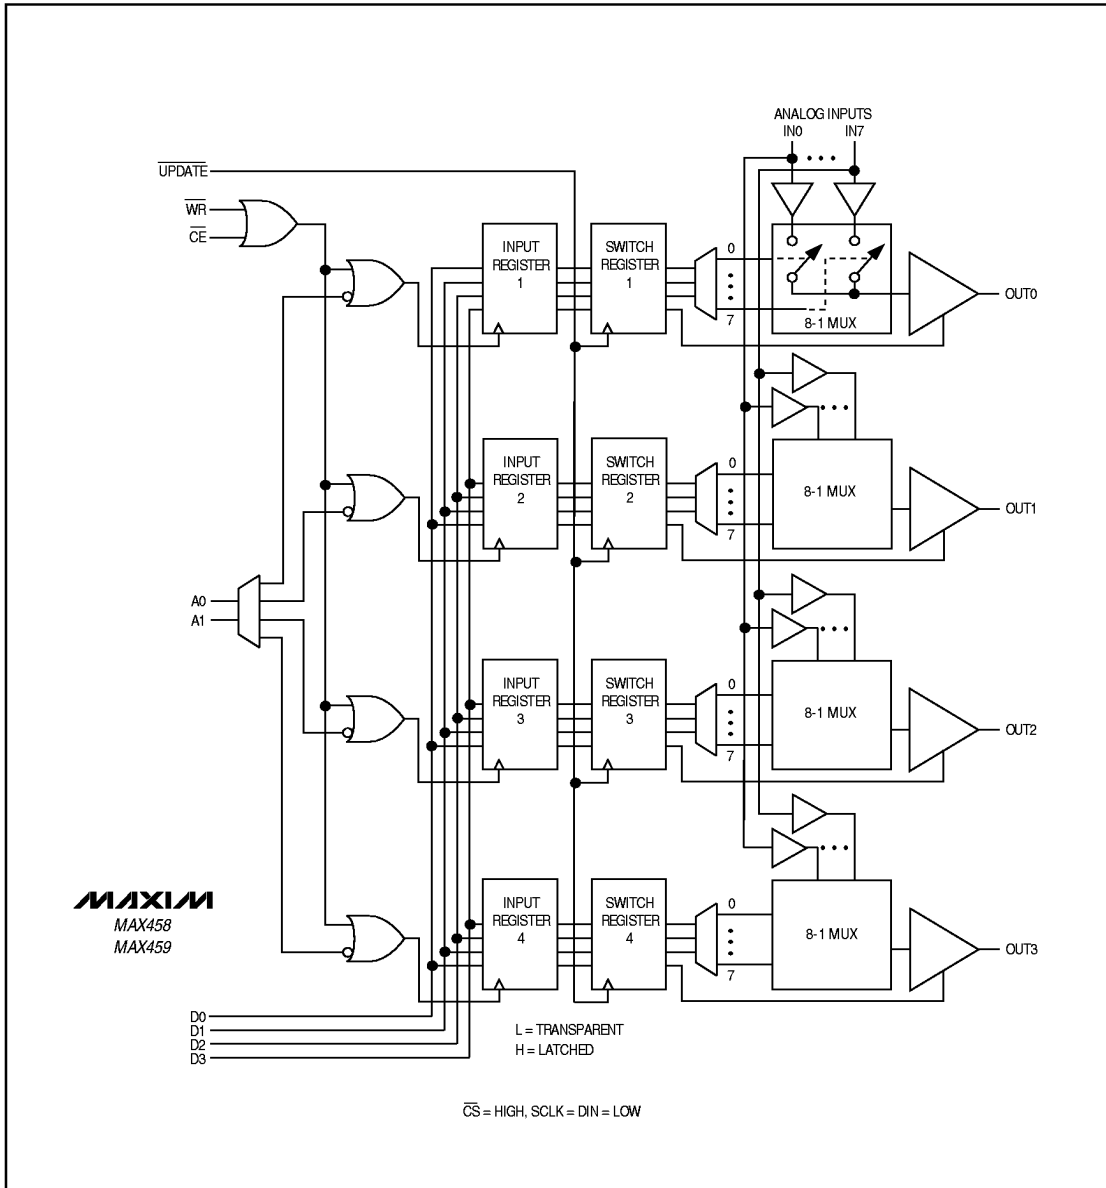 ANALOG INPUTS
IN0 IN7
UPDATE
WR
CE
INPUT
REGISTER
1
SWITCH
REGISTER
1
0
7
8-1 MUX
OUT0
INPUT
REGISTER
2
SWITCH
REGISTER
2
0
7
8-1 MUX
OUT1
A0
A1
INPUT
REGISTER
3
SWITCH
REGISTER
3
0
7
8-1 MUX
OUT2
MAXIM
MAX458
MAX459
INPUT
REGISTER
4
SWITCH
REGISTER
4
0
7
8-1 MUX
OUT3
D0
D1
D2
D3
L = TRANSPARENT
H = LATCHED
CS = HIGH, SCLK = DIN = LOW